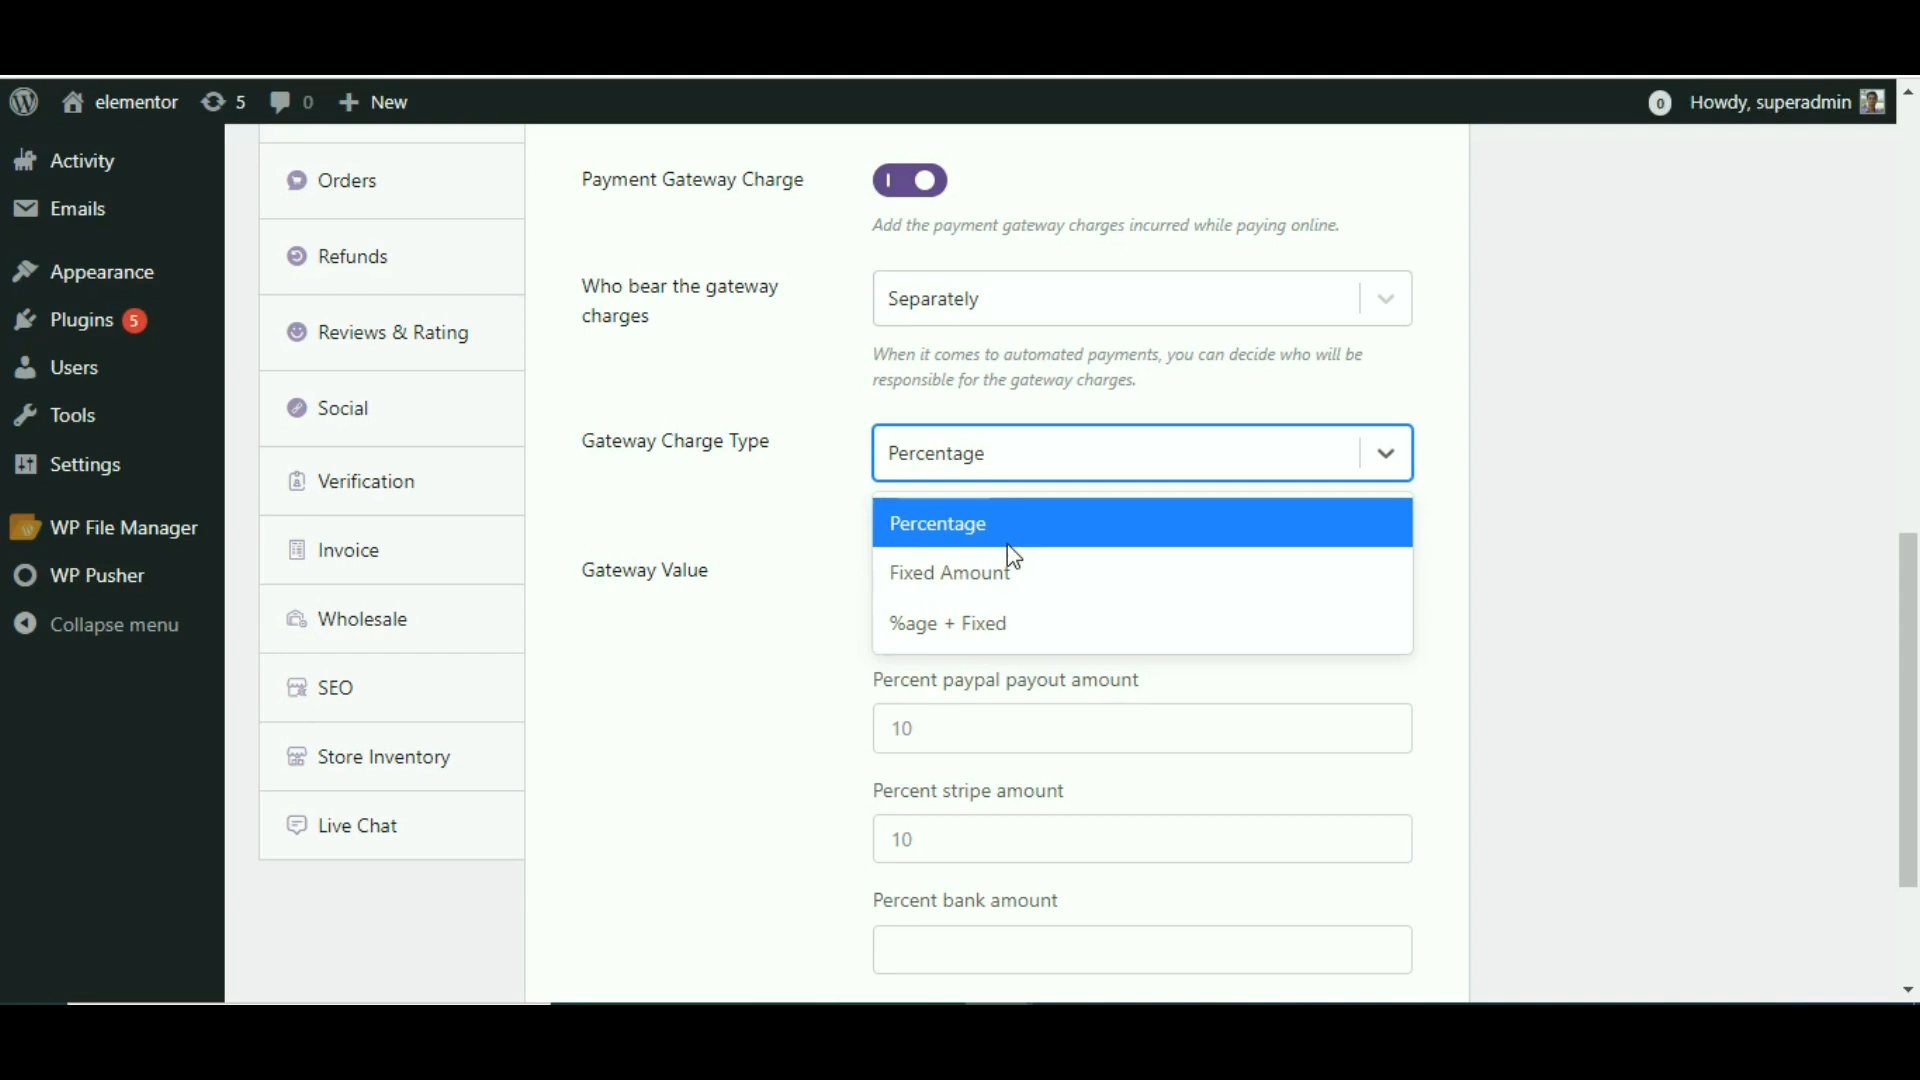 elementor 5 0 + New 0 Howdy, superadmin
Activity
Emails
Appearance
Plugins 5
Users
Tools
Settings
WP File Manager
WP Pusher
Collapse menu
Orders
Refunds
Reviews & Rating
Social
Verification
Invoice
Wholesale
SEO
Store Inventory
Live Chat
Payment Gateway Charge
Add the payment gateway charges incurred while paying online.
Who bear the gateway
charges
Separately
When it comes to automated payments, you can decide who will be
responsible for the gateway charges.
Gateway Charge Type
Percentage
Percentage
Fixed Amount
%age + Fixed
Gateway Value
Percent paypal payout amount
10
Percent stripe amount
10
Percent bank amount